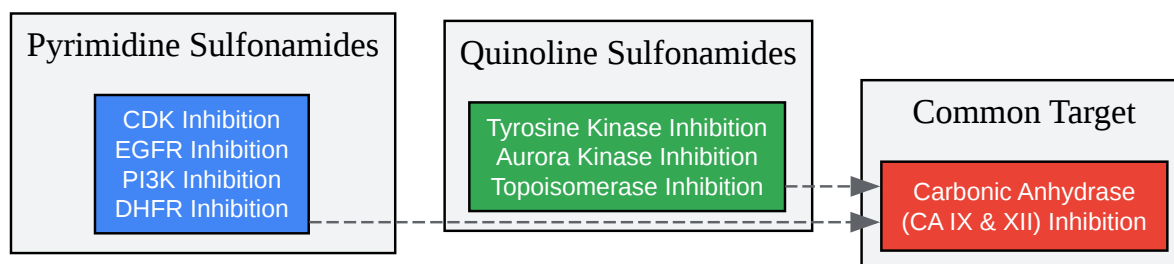 Pyrimidine Sulfonamides
CDK Inhibition
EGFR Inhibition
PI3K Inhibition
DHFR Inhibition
Quinoline Sulfonamides
Tyrosine Kinase Inhibition
Aurora Kinase Inhibition
Topoisomerase Inhibition
Common Target
Carbonic Anhydrase
(CA IX & XII) Inhibition